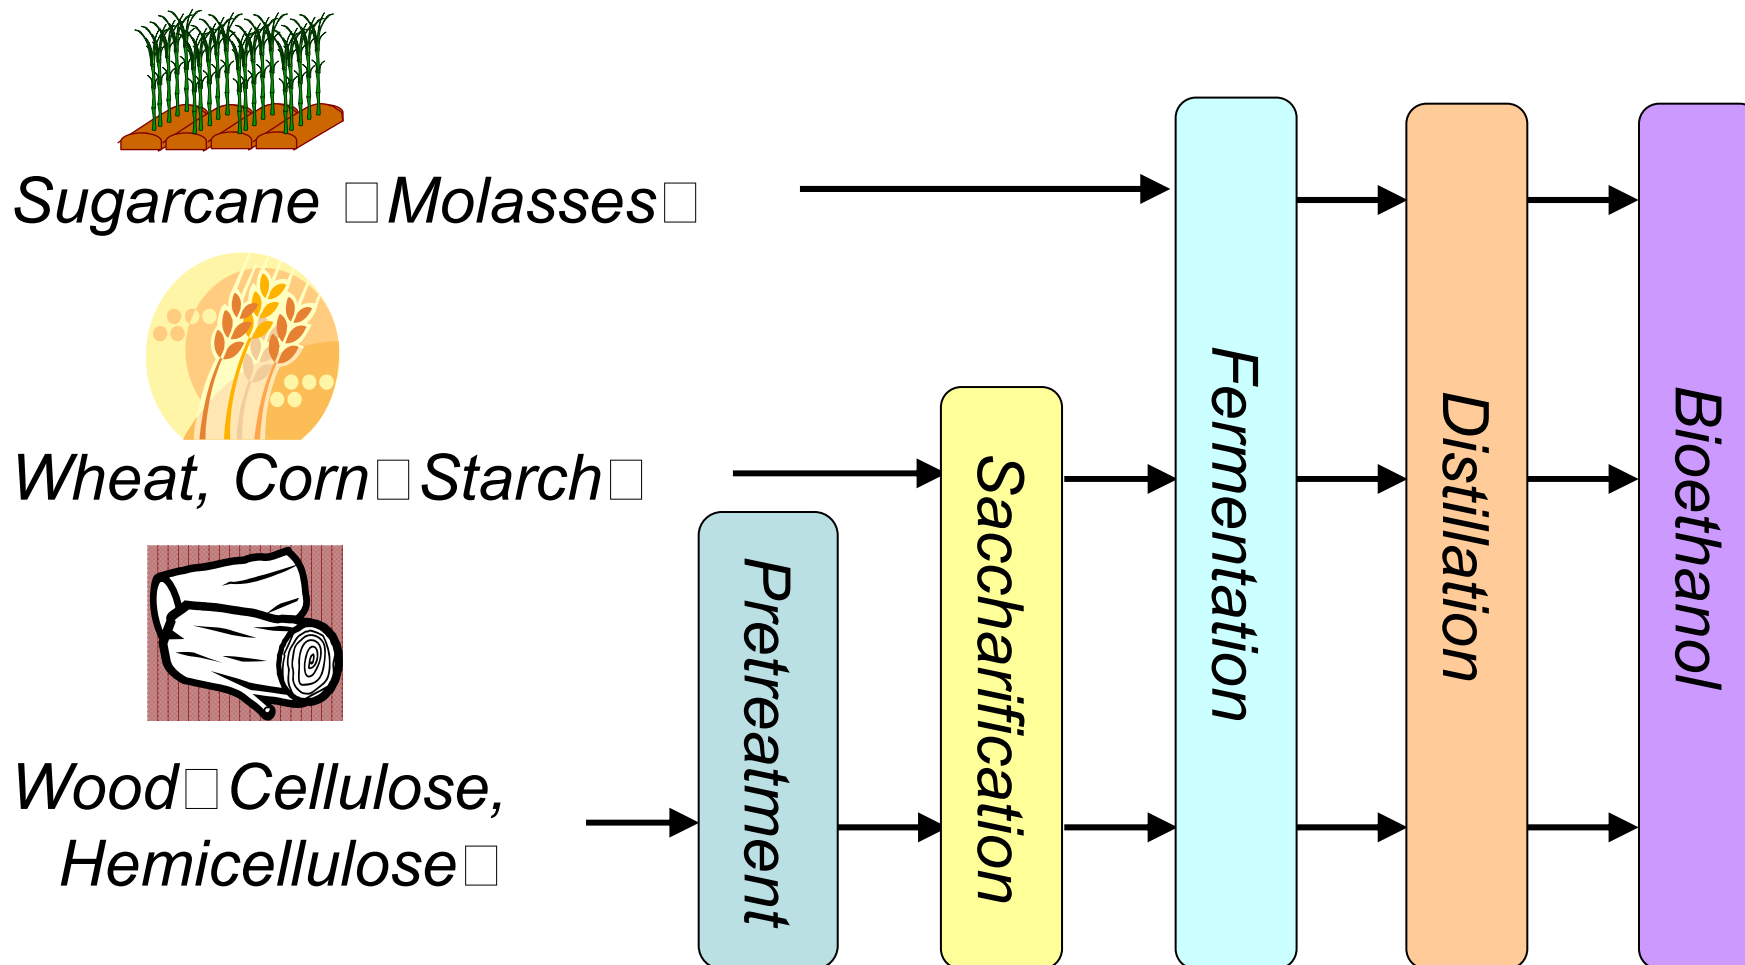 Sugarcane □Molasses□
Wheat, Corn□Starch□
Wood□Cellulose,
Hemicellulose□
Pretreatment
Saccharification
Fermentation
Distillation
Bioethanol